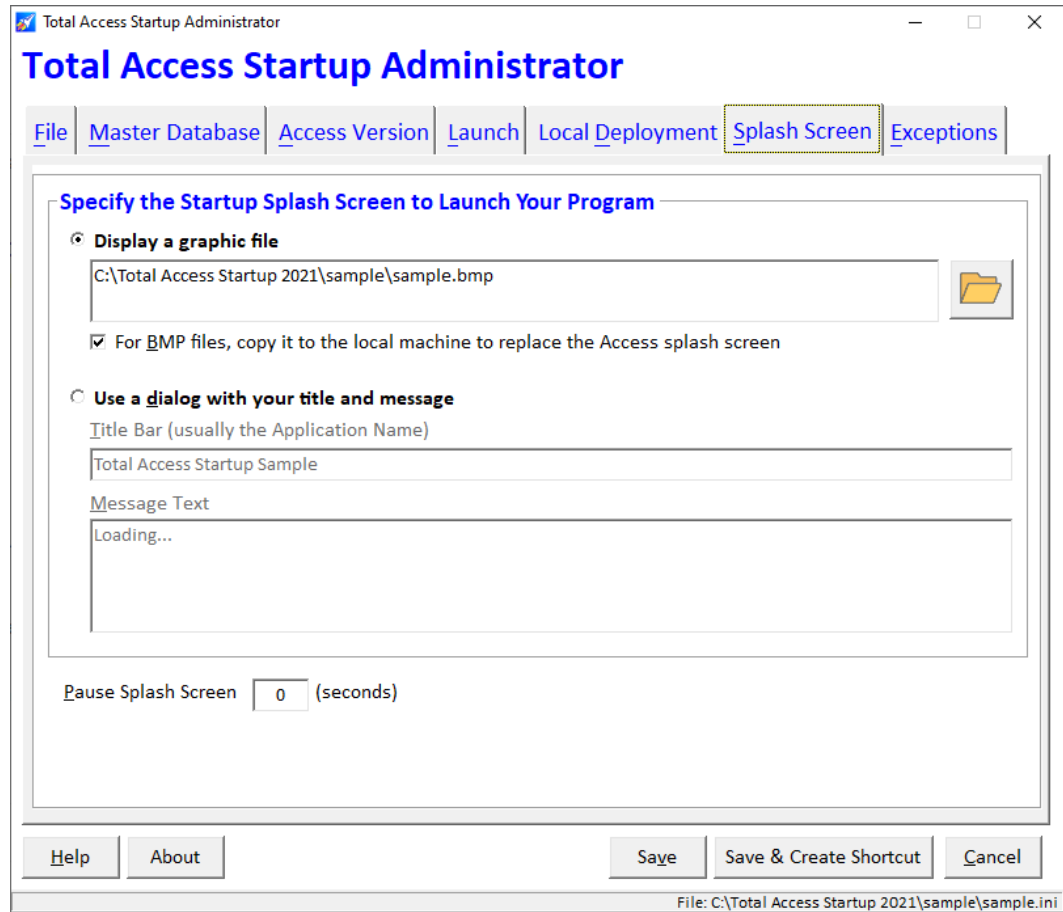 Total Access Startup Administrator
Total Access Startup Administrator
File Master Database Access Version Launch Local Deployment Splash Screen Exceptions
Specify the Startup Splash Screen to Launch Your Program
Display a graphic file
C:\Total Access Startup 2021\sample\sample.bmp
For BMP files, copy it to the local machine to replace the Access splash screen
Use a dialog with your title and message
Title Bar (usually the Application Name)
Total Access Startup Sample
Message Text
Loading...
Pause Splash Screen 0 (seconds)
Help About Save Save & Create Shortcut Cancel
File: C:\Total Access Startup 2021\sample\sample.ini